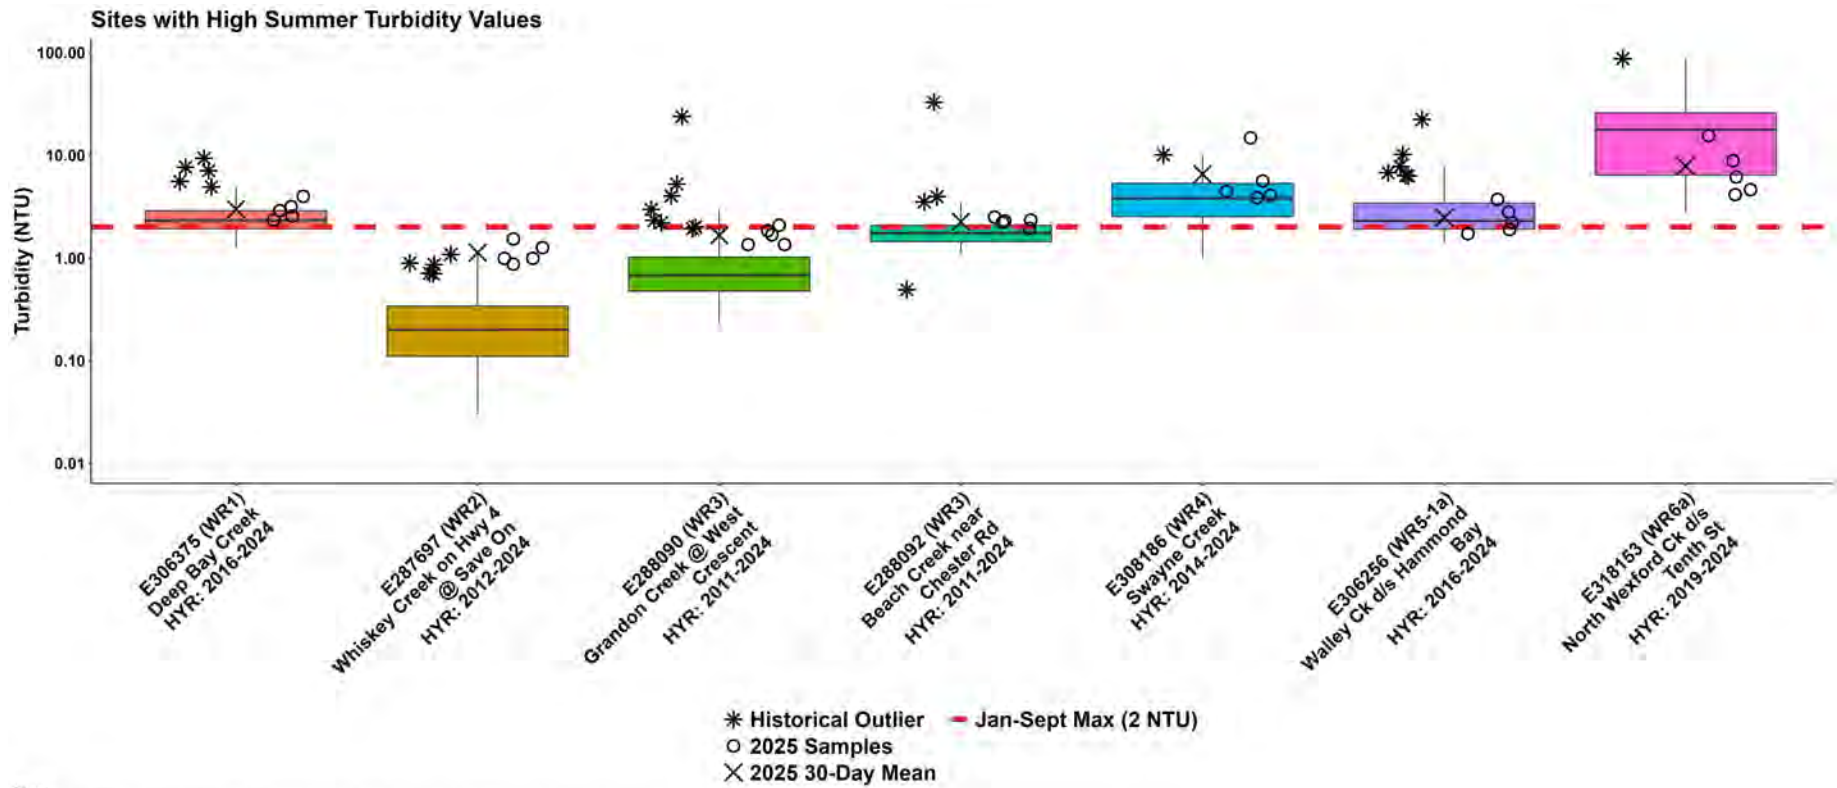 Sites with High Summer Turbidity Values
Turbidity (NTU)
100.00
10.00
1.00
0.10
0.01
E306375 (WR1)
Deep Bay Creek
HYR: 2016-2024
E287697 (WR2)
Whiskey Creek on Hwy 4
@ Save On
HYR: 2012-2024
E288090 (WR3)
Grandon Creek @ West
Crescent
HYR: 2011-2024
E288092 (WR3)
Beach Creek near
Chester Rd
HYR: 2011-2024
E308186 (WR4)
Swayne Creek
HYR: 2014-2024
E306256 (WR5-1a)
Walley Ck d/s Hammond
Bay
HYR: 2016-2024
E318153 (WR6a)
North Wexford Ck d/s
Tenth St
HYR: 2019-2024
Historical Outlier
Jan-Sept Max (2 NTU)
2025 Samples
2025 30-Day Mean